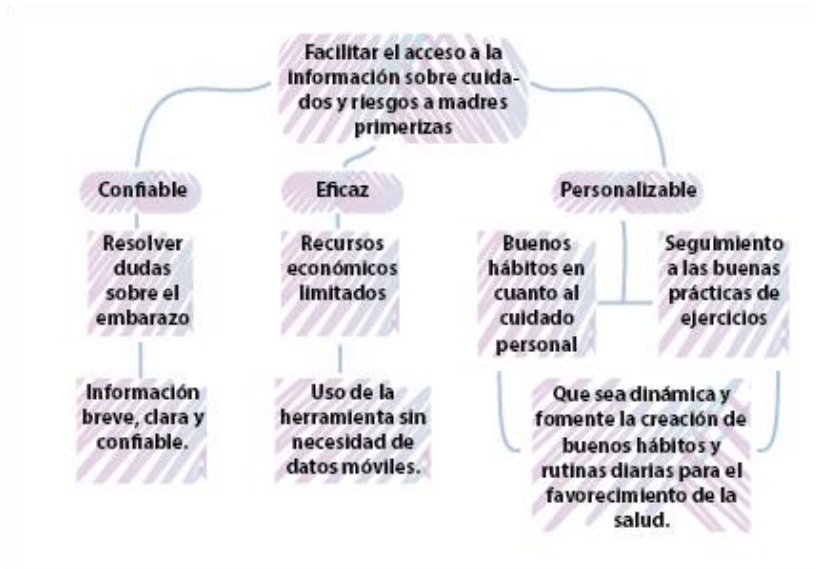 Facilitar el acceso a la
información sobre cuida-
dos y riesgos a madres
primerizas
Confiable
Eficaz
Personalizable
Resolver
dudas
sobre el
embarazo
Recursos
económicos
limitados
Buenos
hábitos en
cuanto al
cuidado
personal
Seguimiento
a las buenas
prácticas de
ejercicios
Información
breve, clara y
confiable.
Uso de la
herramienta sin
necesidad de
datos móviles.
Que sea dinámica y
fomente la creación de
buenos hábitos y
rutinas diarias para el
favorecimiento de la
salud.